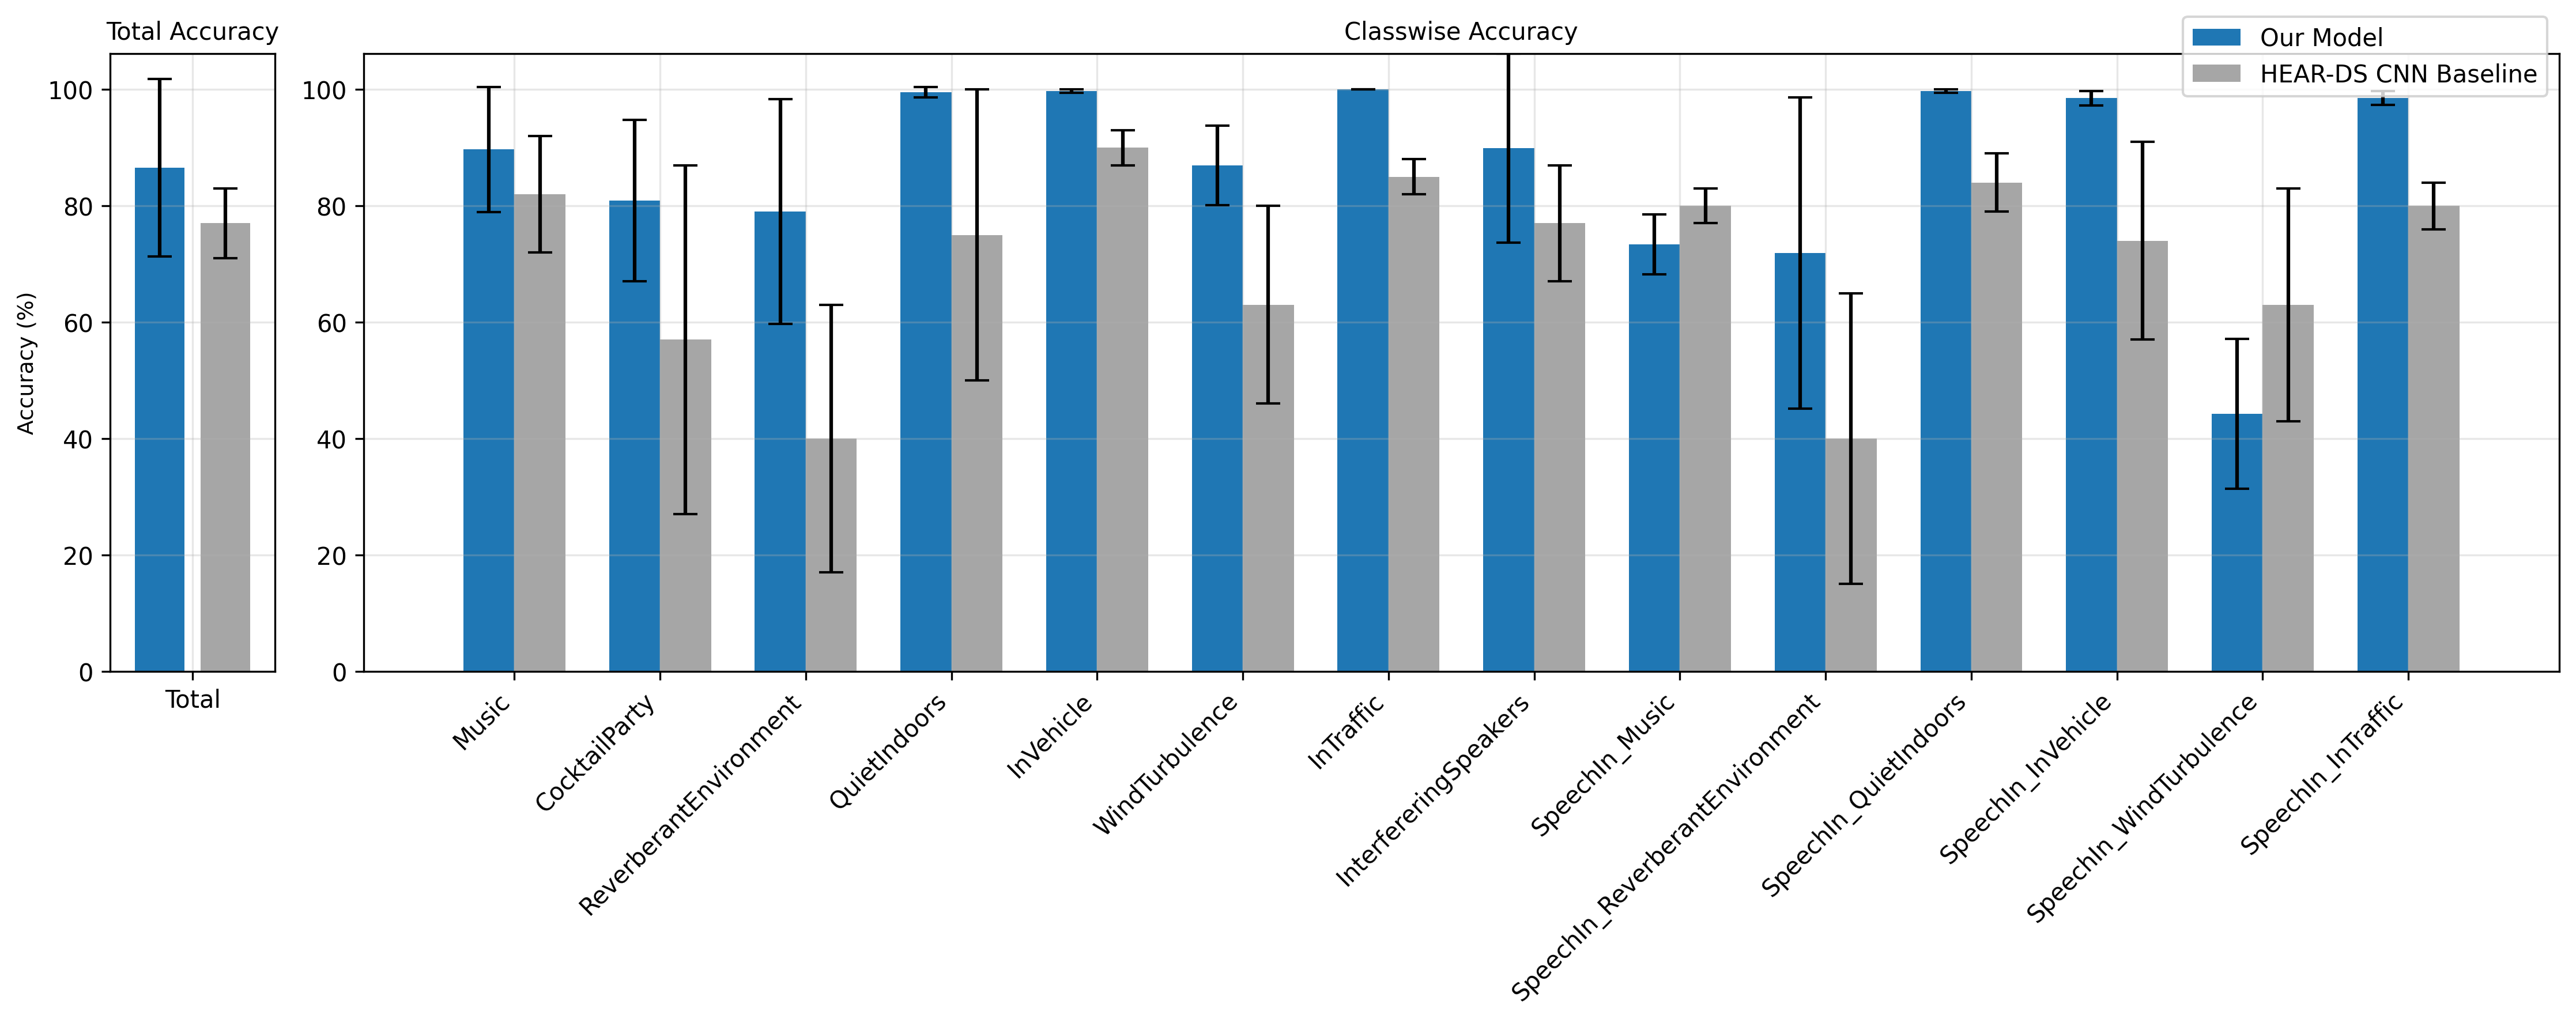 Total Accuracy
Classwise Accuracy
Our Model
HEAR-DS CNN Baseline
Accuracy (%)
100
80
60
40
20
0
Total
100
80
60
40
20
0
Music
CocktailParty
ReverberantEnvironment
QuietIndoors
InVehicle
WindTurbulence
InTraffic
InterferingSpeakers
SpeechIn_Music
SpeechIn_ReverberantEnvironment
SpeechIn_QuietIndoors
SpeechIn_InVehicle
SpeechIn_WindTurbulence
SpeechIn_InTraffic